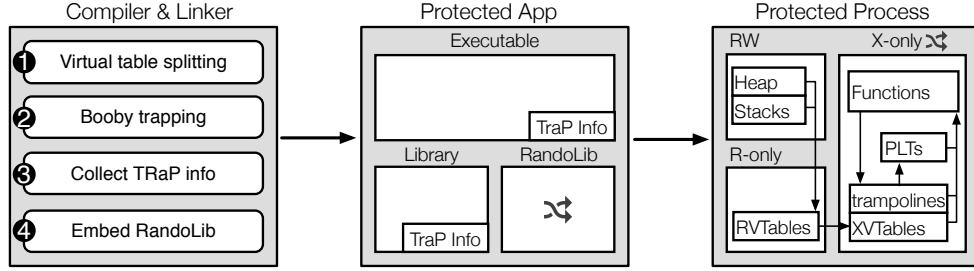 Compiler & Linker
1 Virtual table splitting
2 Booby trapping
3 Collect TRaP info
4 Embed RandoLib
Protected App
Executable
TraP Info
Library
RandoLib
TraP Info
Protected Process
RW
X-only
Heap
Stacks
Functions
PLTs
R-only
trampolines
RVTables
XVTables